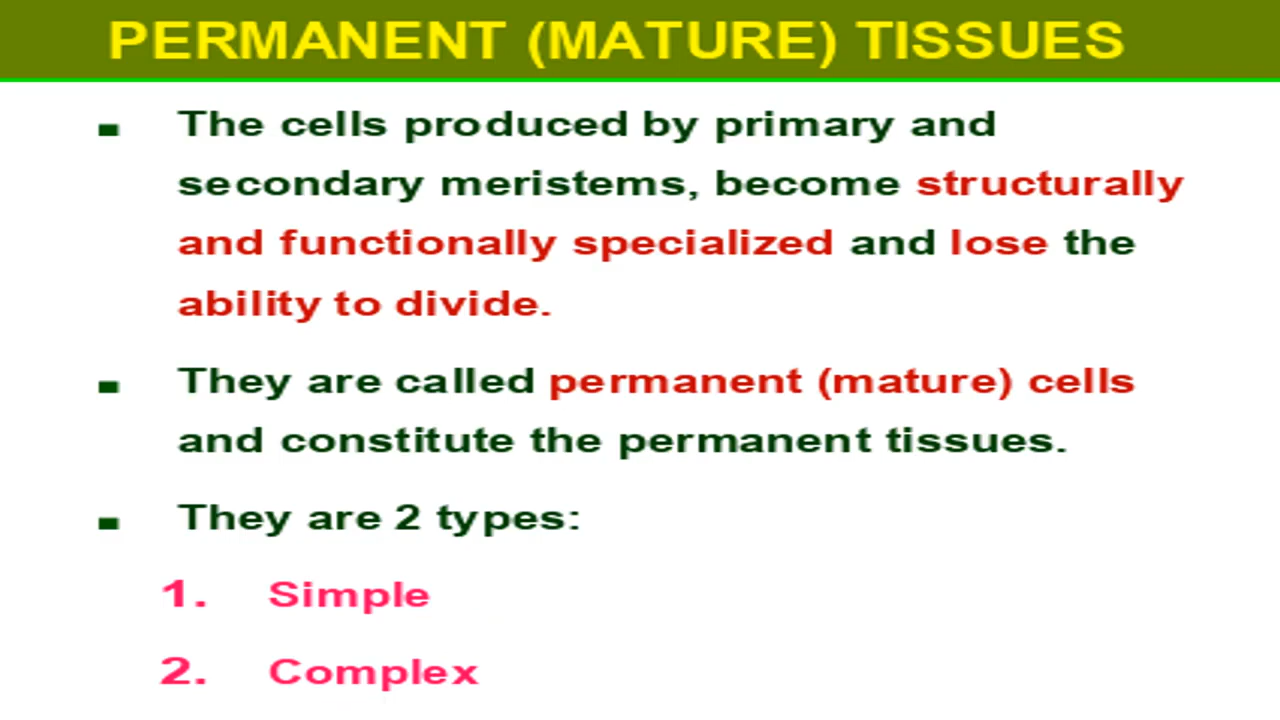 PERMANENT (MATURE) TISSUES
▪ The cells produced by primary and
secondary meristems, become structurally
and functionally specialized and lose the
ability to divide.
▪ They are called permanent (mature) cells
and constitute the permanent tissues.
▪ They are 2 types:
1. Simple
2. Complex